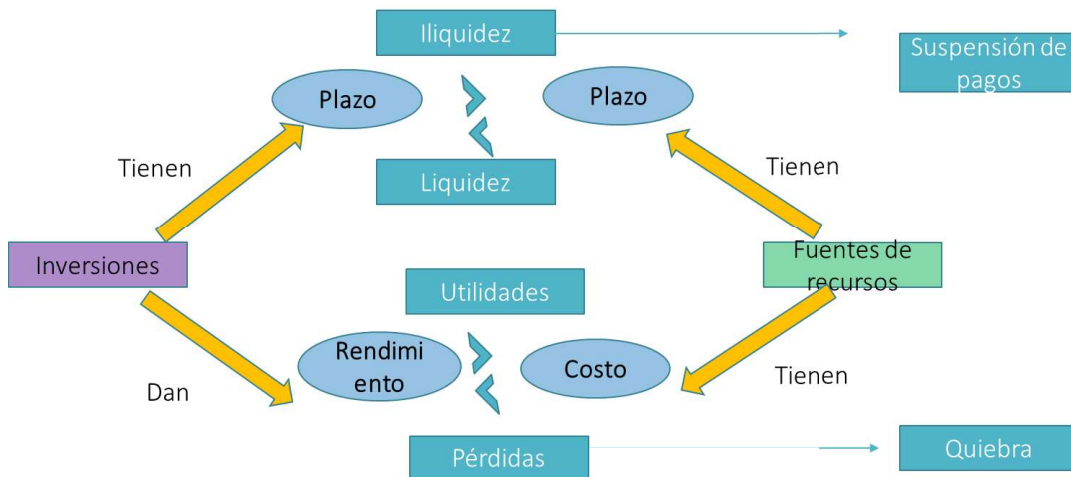 Iliquidez
Suspensión de
pagos
Plazo
Plazo
Tienen
Tienen
Liquidez
Inversiones
Fuentes de
recursos
Utilidades
Rendimi
ento
Costo
Dan
Tienen
Pérdidas
Quiebra